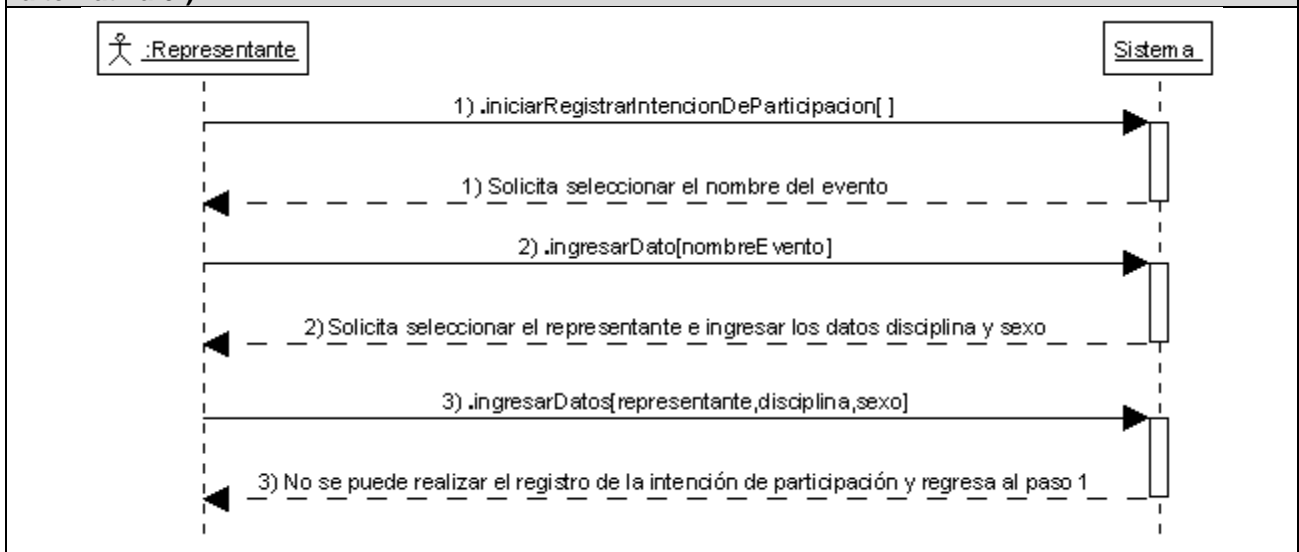 :Representante
Sistema
1) .iniciarRegistrarIntencionDeParticipacion[ ]
1) Solicita seleccionar el nombre del evento
2) .ingresarDato[nombreEvento]
2) Solicita seleccionar el representante e ingresar los datos disciplina y sexo
3) .ingresarDatos[representante,disciplina,sexo]
3) No se puede realizar el registro de la intención de participación y regresa al paso 1